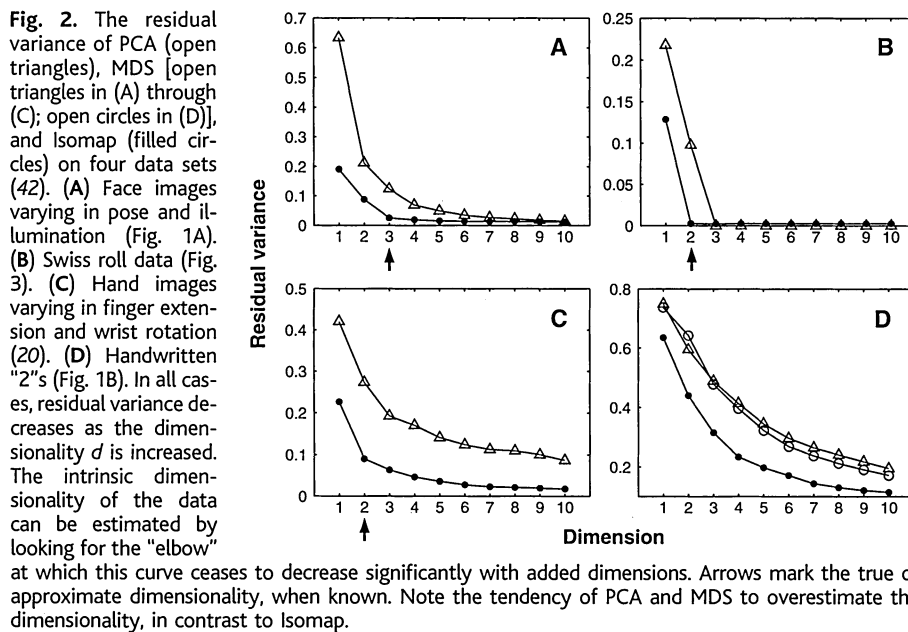 Fig. 2. The residual
variance of PCA (open
triangles), MDS [open
triangles in (A) through
(C); open circles in (D)],
and Isomap (filled cir-
cles) on four data sets
(42). (A) Face images
varying in pose and il-
lumination (Fig. 1A).
(B) Swiss roll data (Fig.
3). (C) Hand images
varying in finger exten-
sion and wrist rotation
(20). (D) Handwritten
"2"s (Fig. 1B). In all cas-
es, residual variance de-
creases as the dimen-
sionality d is increased.
The intrinsic dimen-
sionality of the data
can be estimated by
looking for the "elbow"
at which this curve ceases to decrease significantly with added dimensions. Arrows mark the true
approximate dimensionality, when known. Note the tendency of PCA and MDS to overestimate th
dimensionality, in contrast to Isomap.
Residual variance
A
0.7
0.6
0.5
0.4
0.3
0.2
0.1
0
1 2 3 4 5 6 7 8 9 10
B
0.25
0.2
0.15
0.1
0.05
0
1 2 3 4 5 6 7 8 9 10
C
0.5
0.4
0.3
0.2
0.1
0
1 2 3 4 5 6 7 8 9 10
D
0.8
0.6
0.4
0.2
1 2 3 4 5 6 7 8 9 10
Dimension